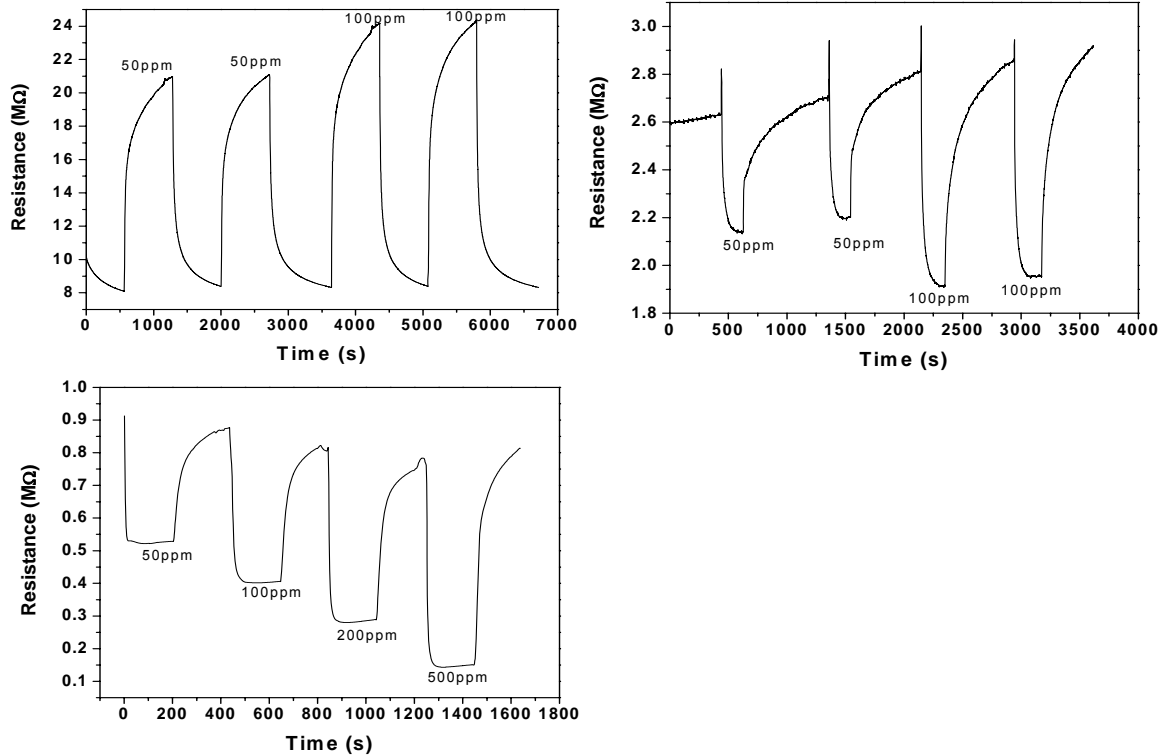 24
22
20
18
16
14
12
10
8
Resistance (MΩ)
50ppm
50ppm
100ppm
100ppm
0 1000 2000 3000 4000 5000 6000 7000
Time (s)
3.0
2.8
2.6
2.4
2.2
2.0
1.8
Resistance (MΩ)
50ppm
50ppm
100ppm
100ppm
0 500 1000 1500 2000 2500 3000 3500 4000
Time (s)
1.0
0.9
0.8
0.7
0.6
0.5
0.4
0.3
0.2
0.1
Resistance (MΩ)
50ppm
100ppm
200ppm
500ppm
0 200 400 600 800 1000 1200 1400 1600 1800
Time (s)